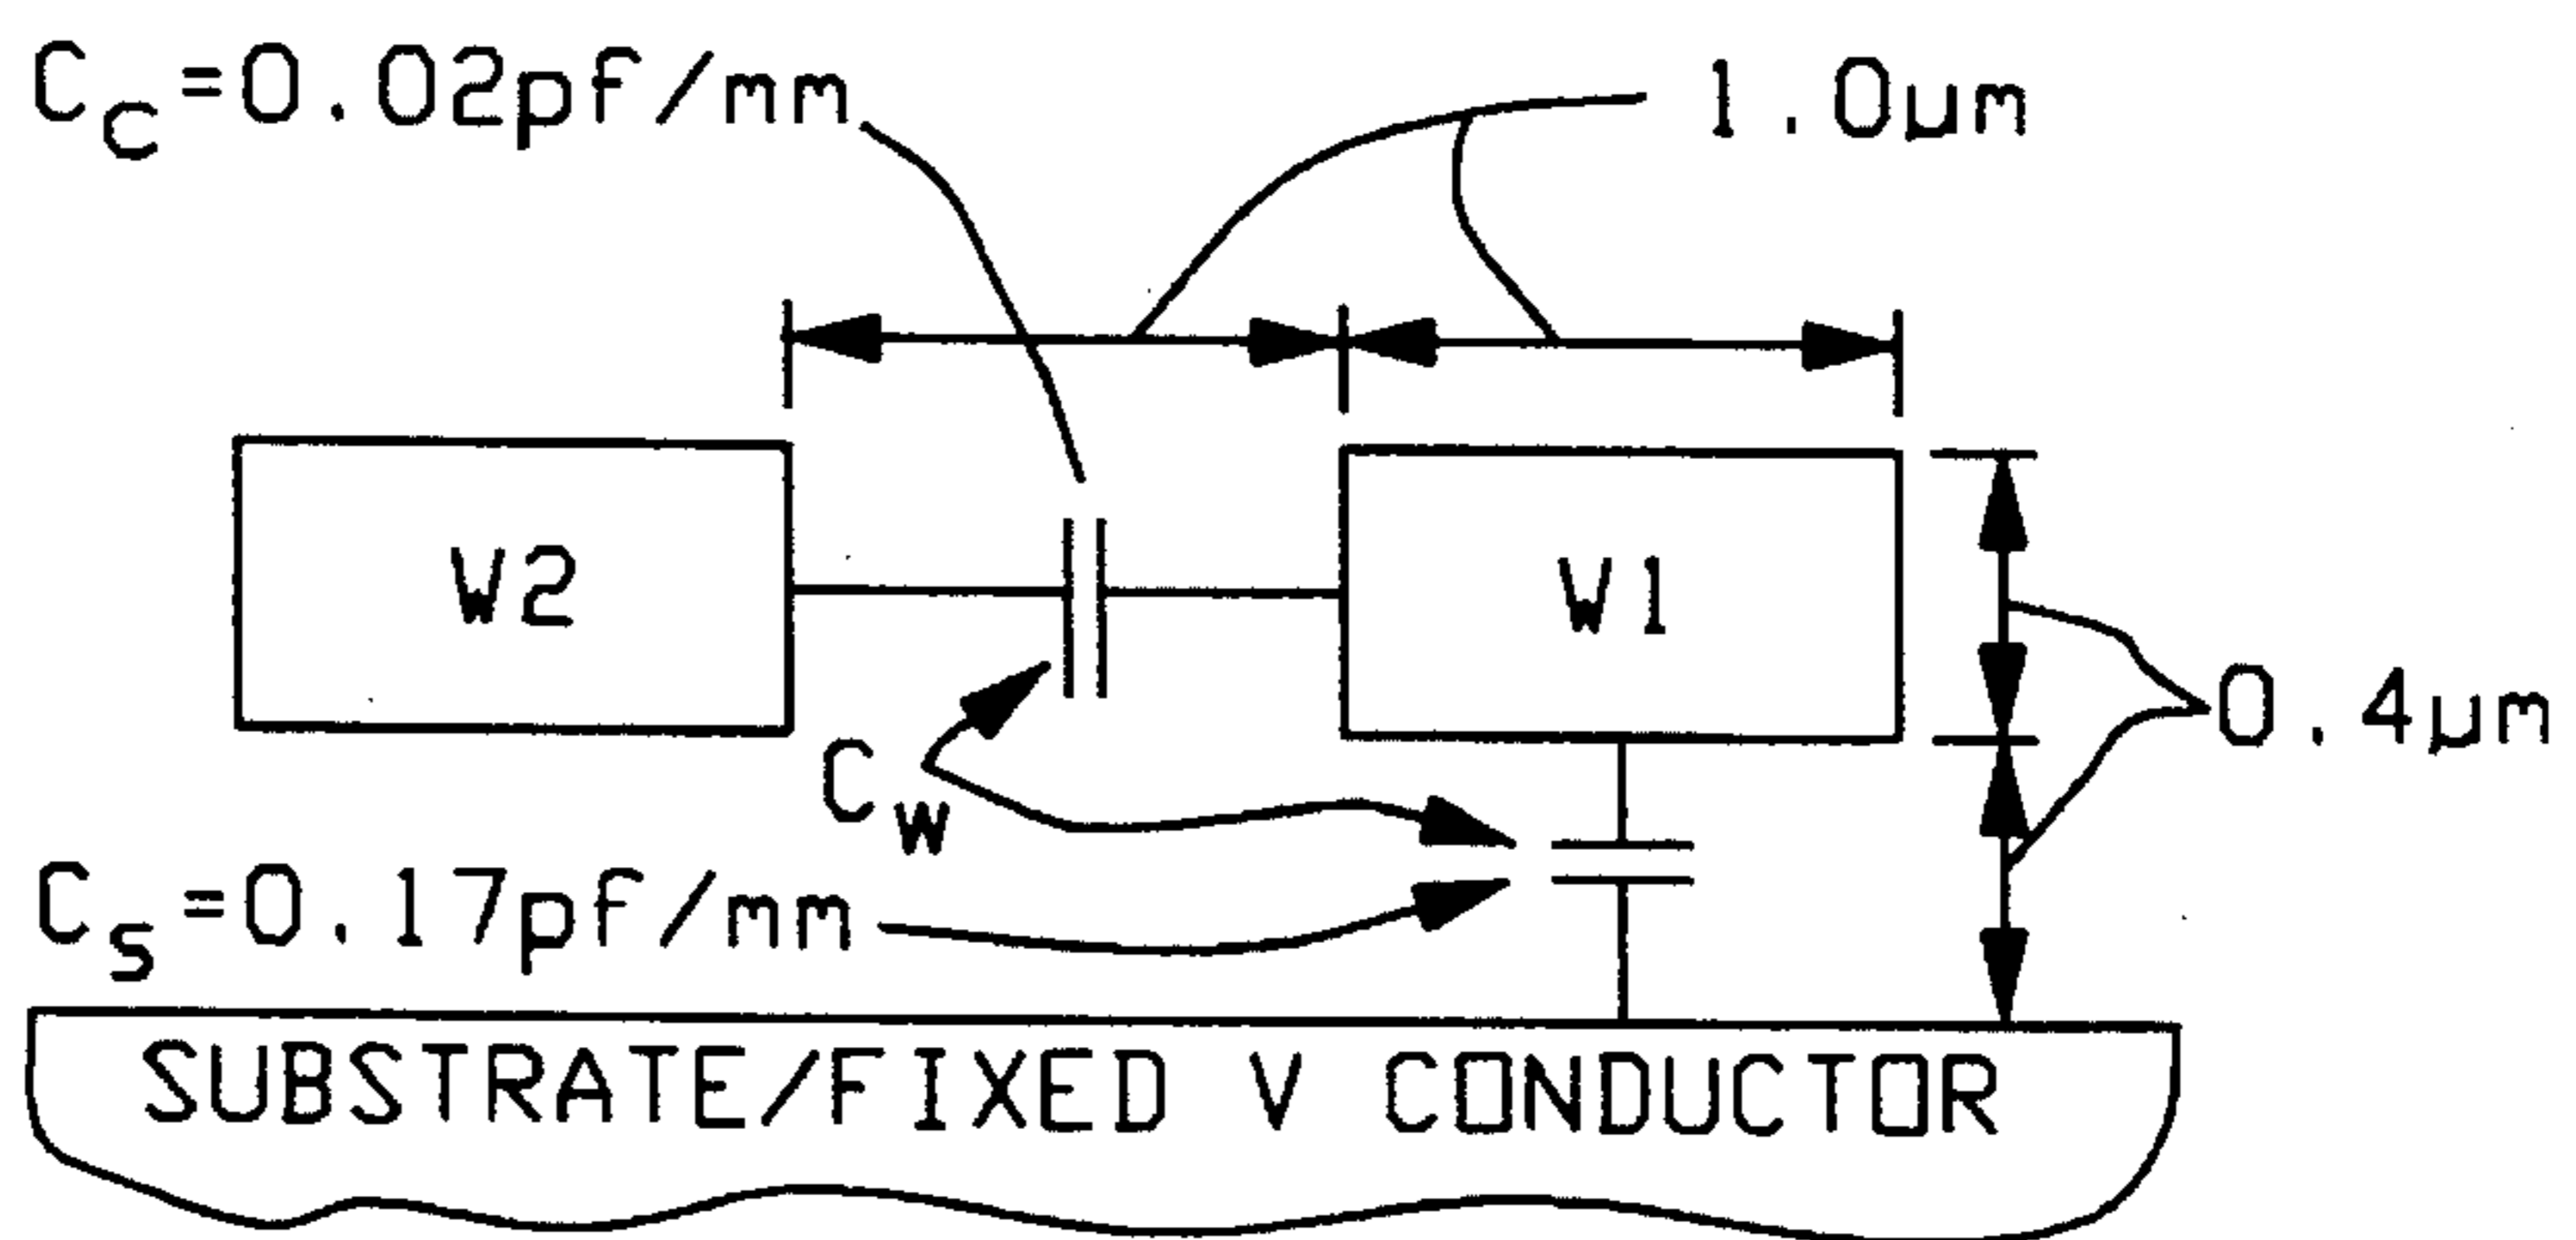 C_C=0.02pf/mm
1.0µm
W2
W1
0.4µm
C_W
C_S=0.17pf/mm
SUBSTRATE/FIXED V CONDUCTOR